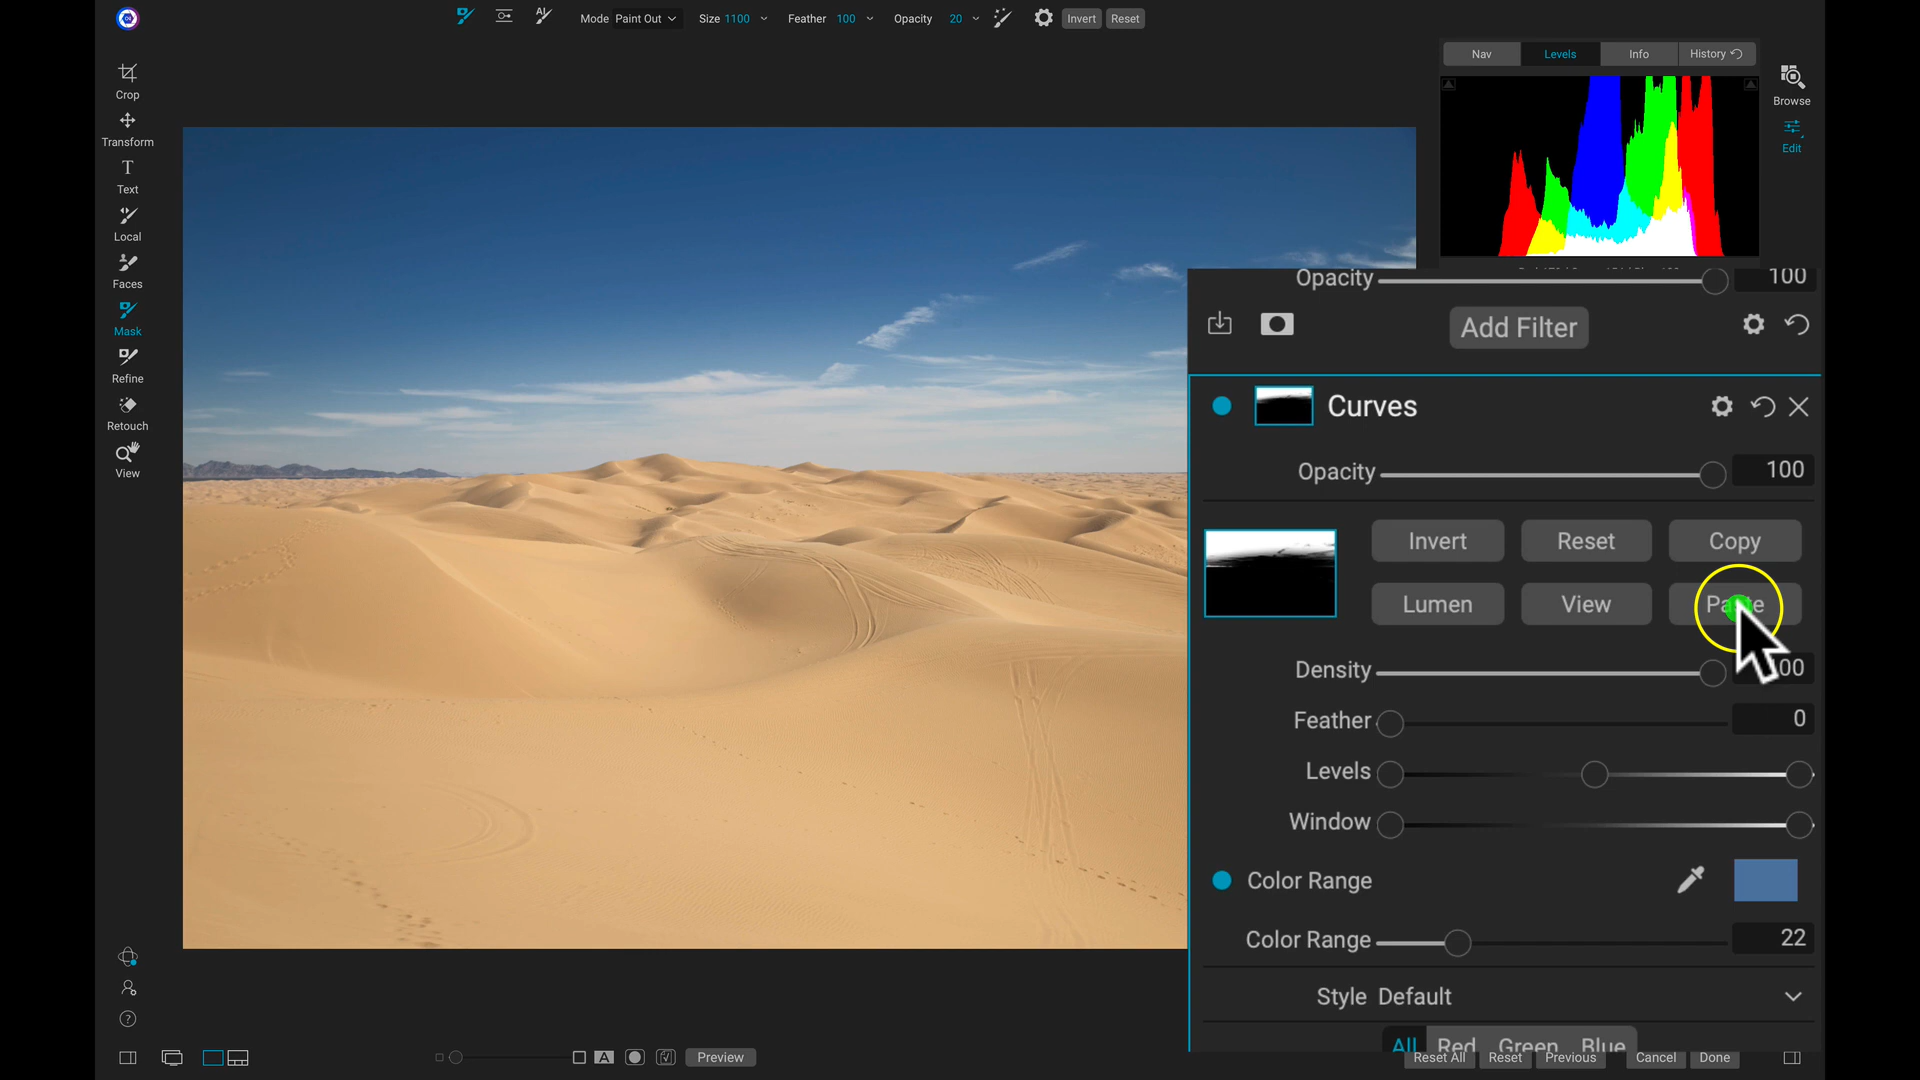 Mode Paint Out Size 1100 Feather 100 Opacity 20 Invert Reset
Nav Levels Info History
Browse
Edit
Crop
Transform
Text
Local
Faces
Mask
Refine
Retouch
View
Opacity 100
Add Filter
Curves
Opacity 100
Invert Reset Copy
Lumen View
Density
Feather 0
Levels
Window
Color Range
Color Range 22
Style Default
All Red Green Blue
A Preview Reset All Reset Previous Cancel Done